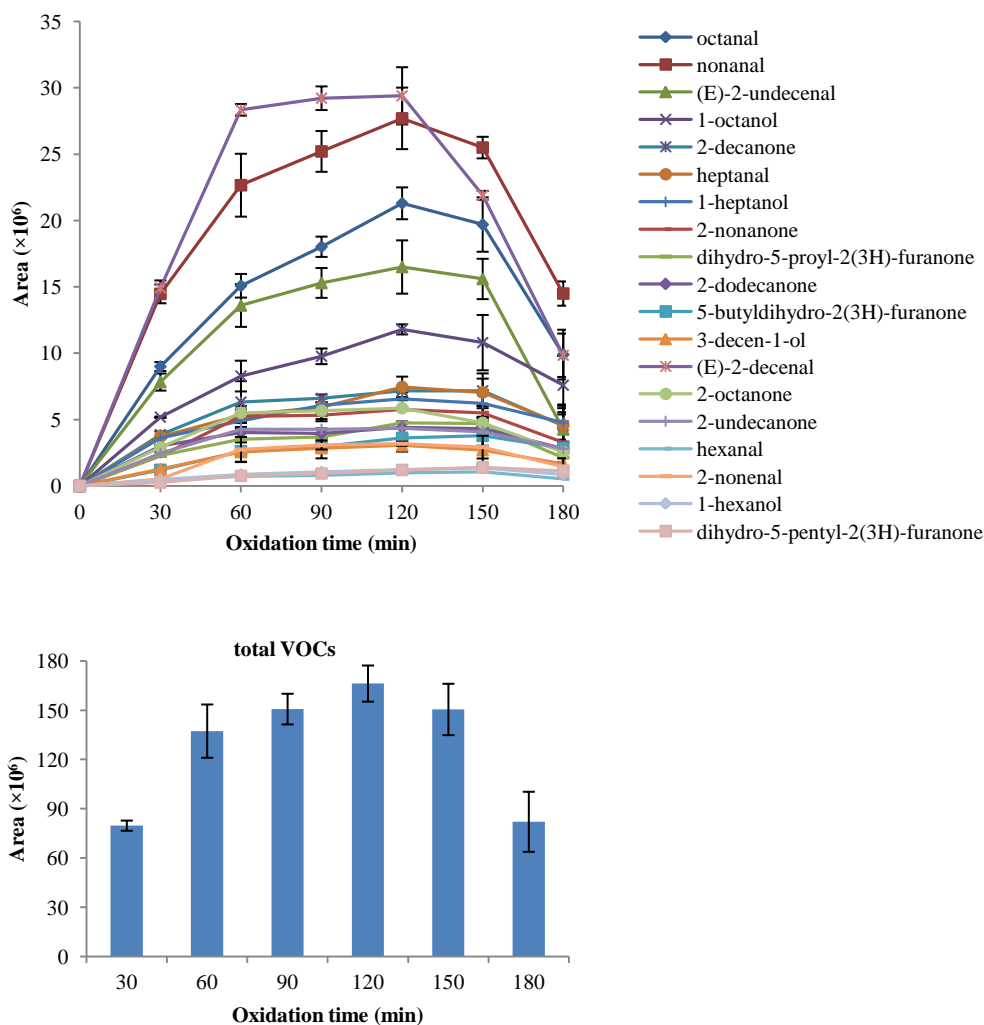 35
30
25
20
15
10
5
0
Area (×10⁶)
0 30 60 90 120 150 180
Oxidation time (min)
octanal
nonanal
(E)-2-undecenal
1-octanol
2-decanone
heptanal
1-heptanol
2-nonanone
dihydro-5-proyl-2(3H)-furanone
2-dodecanone
5-butyldihydro-2(3H)-furanone
3-decen-1-ol
(E)-2-decenal
2-octanone
2-undecanone
hexanal
2-nonenal
1-hexanol
dihydro-5-pentyl-2(3H)-furanone
total VOCs
180
150
120
90
60
30
0
Area (×10⁶)
30 60 90 120 150 180
Oxidation time (min)